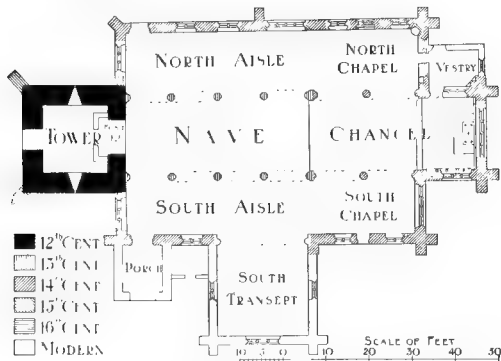 NORTH AISLE
NORTH
CHAPEL
VESTRY
TOWER
NAVE
CHANCEL
SOUTH AISLE
SOUTH
CHAPEL
PORCH
SOUTH
TRANSEPT
12th CENT
13th CENT
14th CENT
15th CENT
16th CENT
MODERN
SCALE OF FEET
10 5 0 10 20 30 40 50